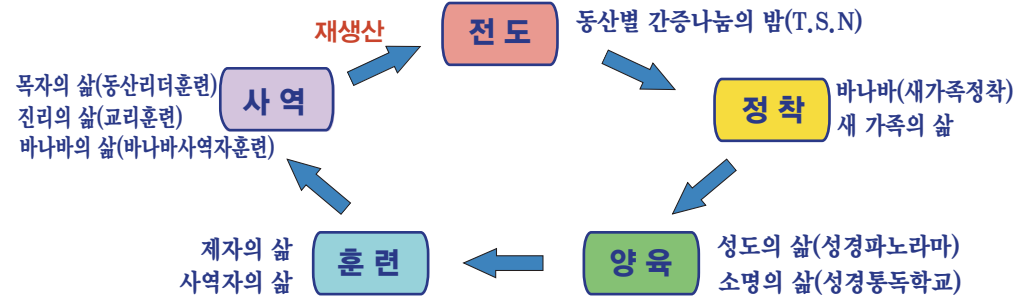 재생산
전 도
동산별 간증나눔의 밤(T.S.N)
정 착
바나바(새가족정착)
새 가족의 삶
양 육
성도의 삶(성경파노라마)
소명의 삶(성경통독학교)
훈 련
제자의 삶
사역자의 삶
사 역
목자의 삶(동산리더훈련)
진리의 삶(교리훈련)
바나바의 삶(바나바사역자훈련)